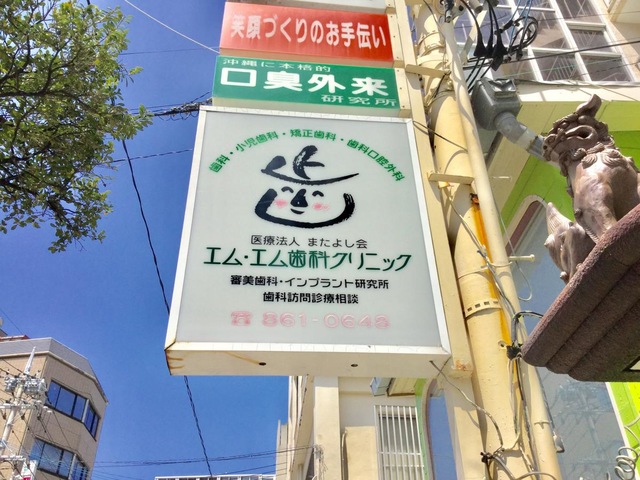 笑顔づくりのお手伝い
沖縄に本格的
口臭外来
研究所
歯科・小児歯科・矯正歯科・歯科口腔外科
歯
医療法人 またよし会
エム・エム歯科クリニック
審美歯科・インプラント研究所
歯科訪問診療相談
☎861-0648